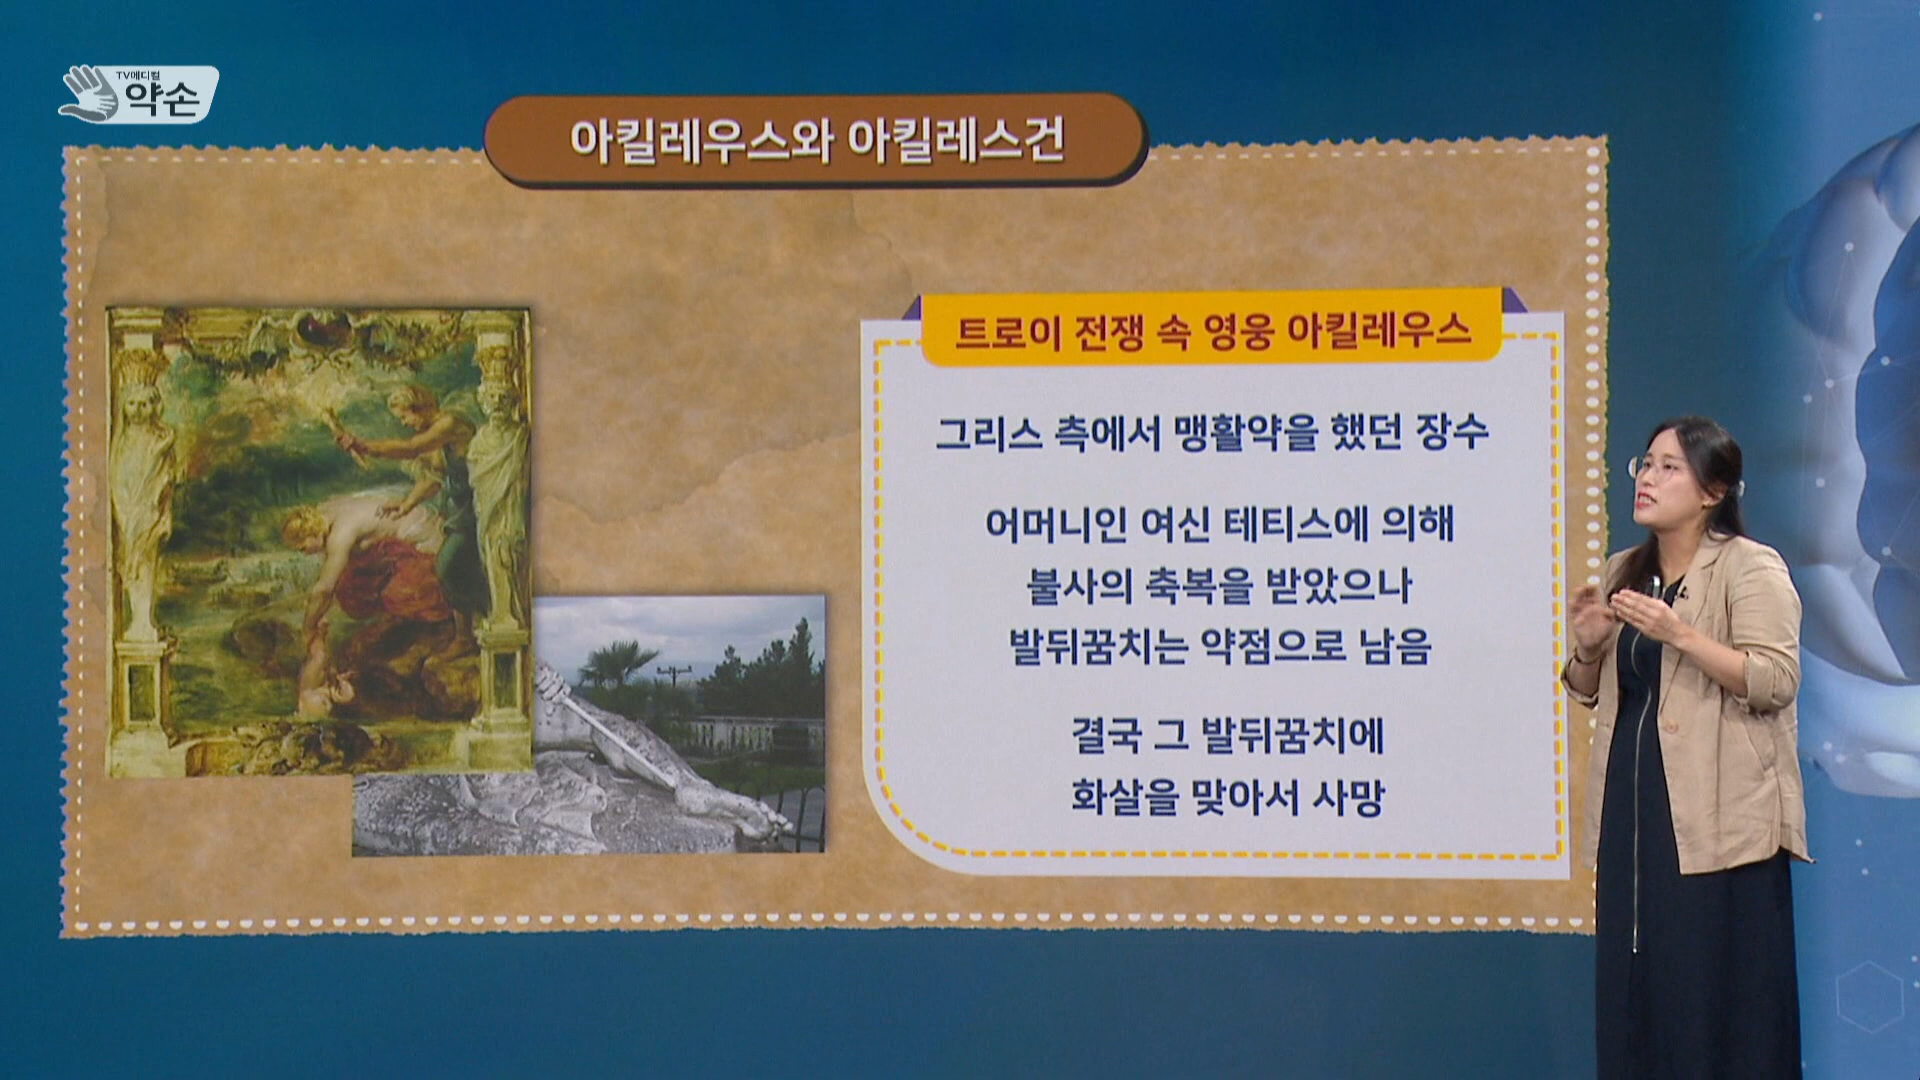 TV메디컬
약손
아킬레우스와 아킬레스건
트로이 전쟁 속 영웅 아킬레우스
그리스 측에서 맹활약을 했던 장수
어머니인 여신 테티스에 의해
불사의 축복을 받았으나
발뒤꿈치는 약점으로 남음
결국 그 발뒤꿈치에
화살을 맞아서 사망